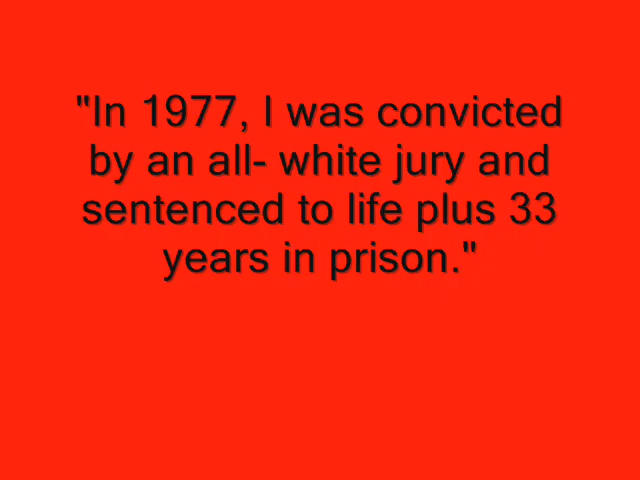 "In 1977, I was convicted
by an all- white jury and
sentenced to life plus 33
years in prison."